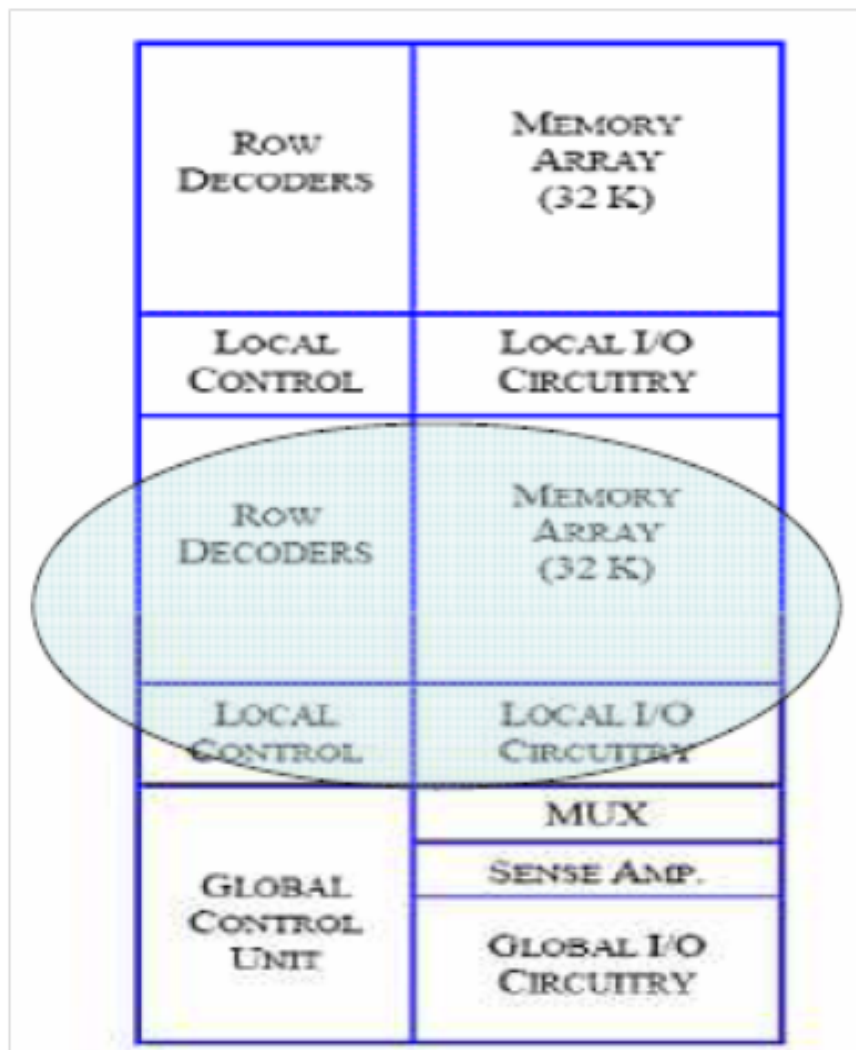 ROW
DECODERS
MEMORY
ARRAY
(32 K)
LOCAL
CONTROL
LOCAL I/O
CIRCUITRY
ROW
DECODERS
MEMORY
ARRAY
(32 K)
LOCAL
CONTROL
LOCAL I/O
CIRCUITRY
GLOBAL
CONTROL
UNIT
MUX
SENSE AMP.
GLOBAL I/O
CIRCUITRY